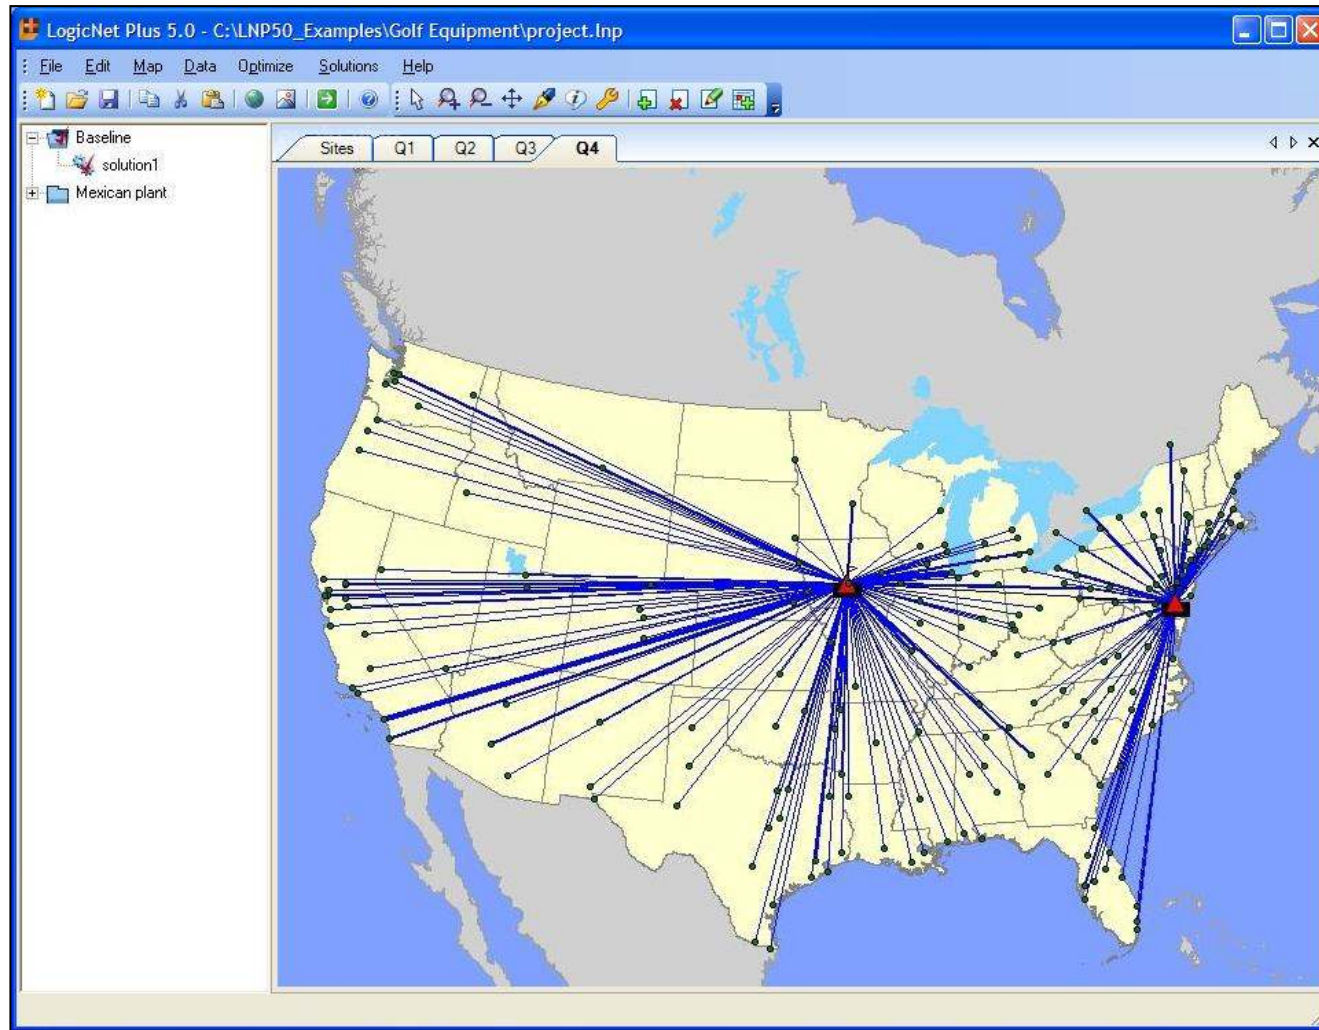 LogicNet Plus 5.0 - C:\LNP50_Examples\Golf Equipment\project.lnp
File Edit Map Data Optimize Solutions Help
Baseline
solution1
Mexican plant
Sites Q1 Q2 Q3 Q4